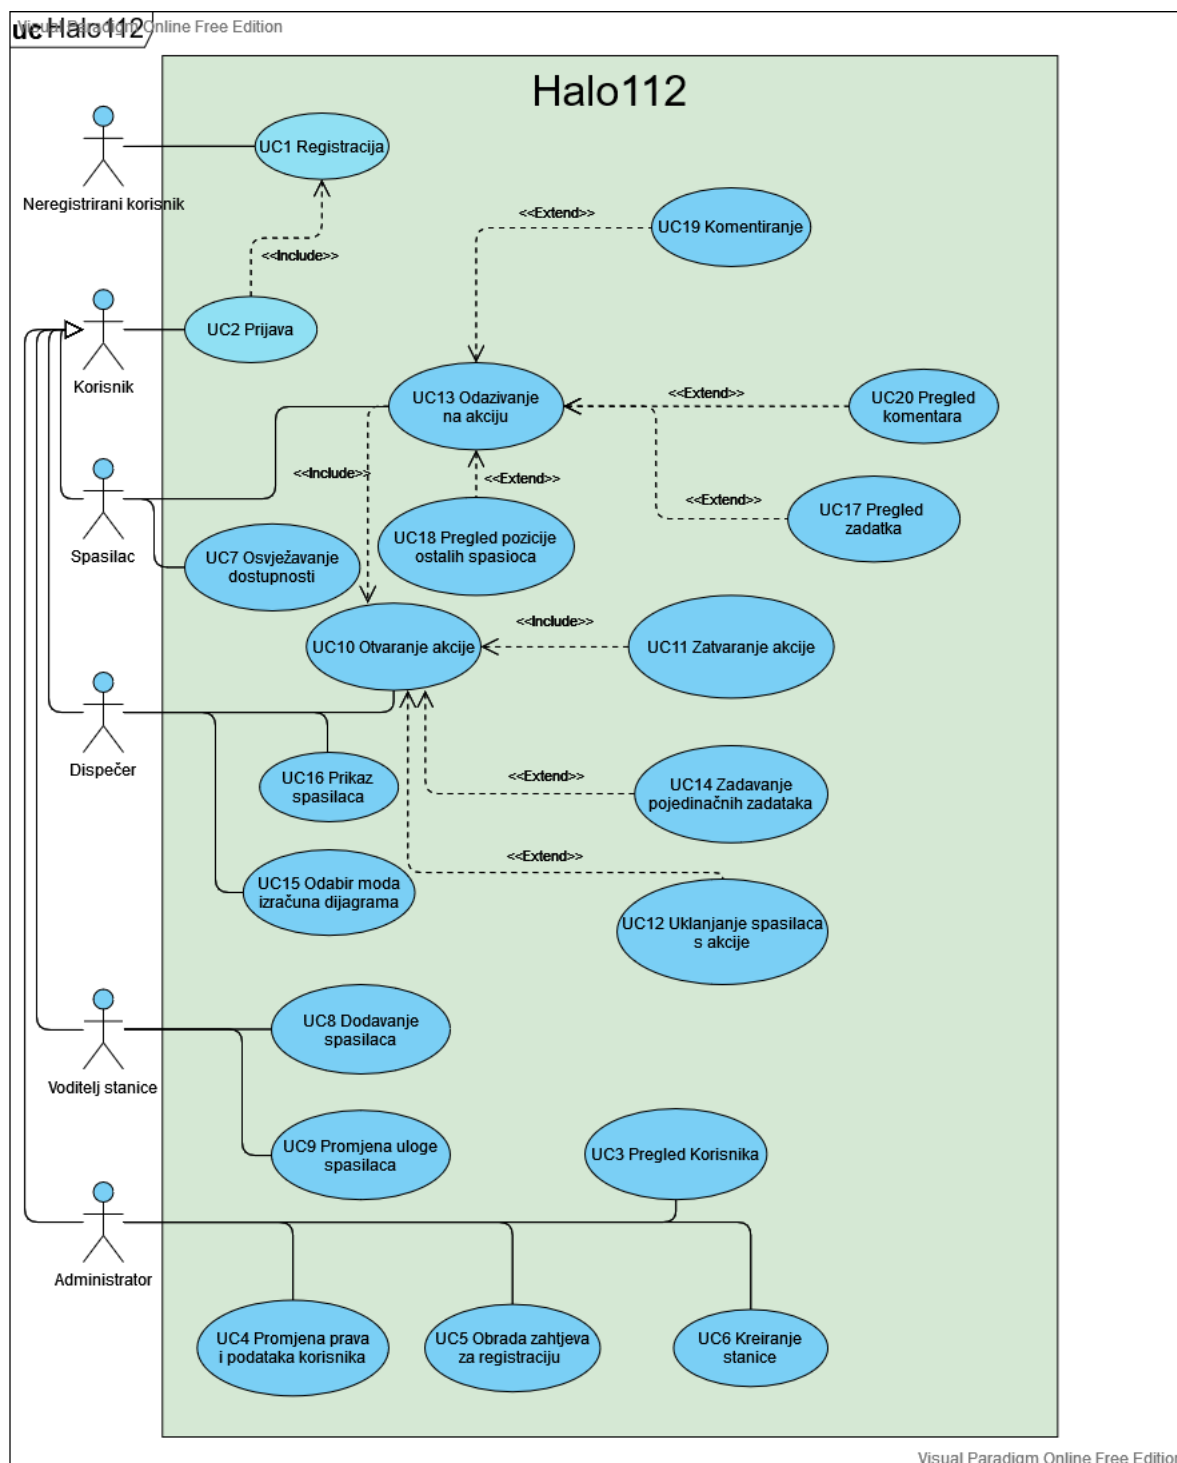 Visual Paradigm Online Free Edition
uc Halo112
Halo112
UC1 Registracija
Neregistrirani korisnik
<<Extend>>
UC19 Komentiranje
<<Include>>
UC2 Prijava
Korisnik
UC13 Odazivanje
na akciju
<<Extend>>
UC20 Pregled
komentara
<<Include>>
<<Extend>>
<<Extend>>
UC17 Pregled
zadatka
Spasilac
UC18 Pregled pozicije
ostalih spasioca
UC7 Osvježavanje
dostupnosti
<<Include>>
UC10 Otvaranje akcije
UC11 Zatvaranje akcije
Dispečer
UC16 Prikaz
spasilaca
<<Extend>>
UC14 Zadavanje
pojedinačnih zadataka
<<Extend>>
UC15 Odabir moda
izračuna dijagrama
UC12 Uklanjanje spasilaca
s akcije
UC8 Dodavanje
spasilaca
Voditelj stanice
UC9 Promjena uloge
spasilaca
UC3 Pregled Korisnika
Administrator
UC4 Promjena prava
i podataka korisnika
UC5 Obrada zahtjeva
za registraciju
UC6 Kreiranje
stanice
Visual Paradigm Online Free Edition